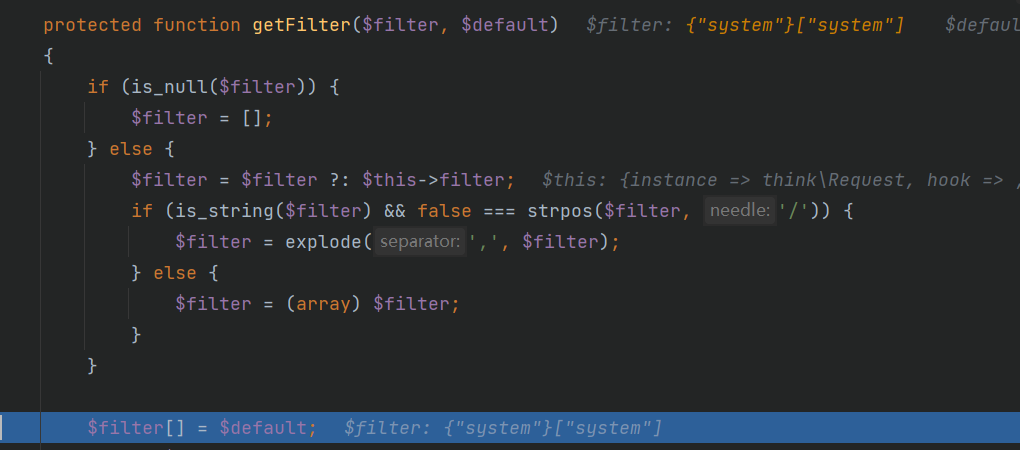 protected function getFilter($filter, $default)   $filter: {"system"}["system"]    $defaul
{
    if (is_null($filter)) {
        $filter = [];
    } else {
        $filter = $filter ?: $this->filter;   $this: {instance => think\Request, hook => ,
        if (is_string($filter) && false === strpos($filter, needle: '/')) {
            $filter = explode( separator: ',', $filter);
        } else {
            $filter = (array) $filter;
        }
    }
    $filter[] = $default;   $filter: {"system"}["system"]